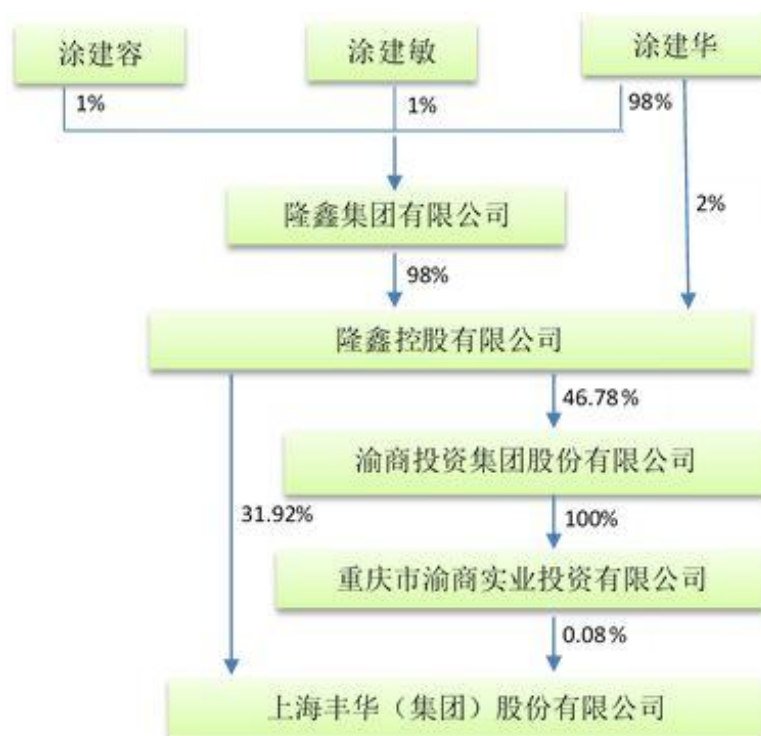 涂建容
涂建敏
涂建华
1%
1%
98%
隆鑫集团有限公司
2%
98%
隆鑫控股有限公司
46.78%
渝商投资集团股份有限公司
31.92%
100%
重庆市渝商实业投资有限公司
0.08%
上海丰华（集团）股份有限公司